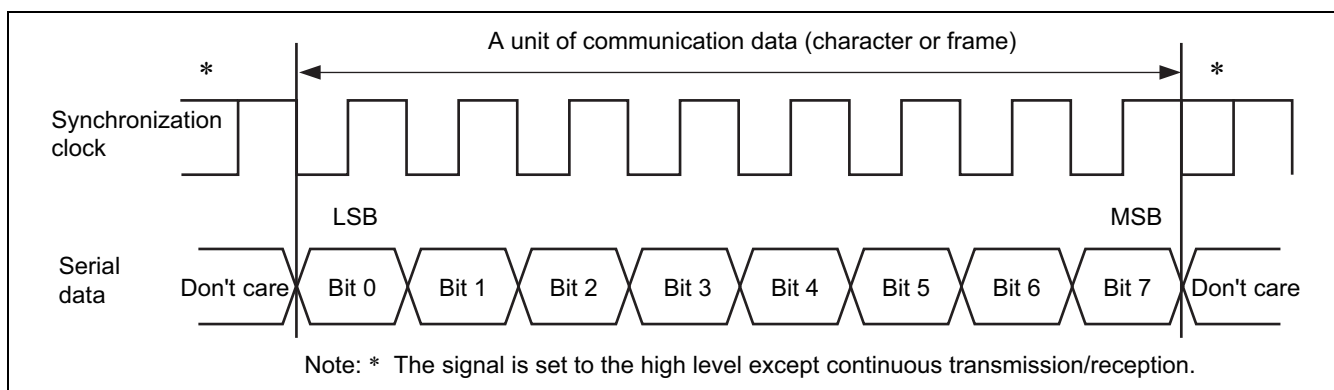 A unit of communication data (character or frame)
* *
Synchronization
clock
LSB MSB
Serial
data
Don't care Bit 0 Bit 1 Bit 2 Bit 3 Bit 4 Bit 5 Bit 6 Bit 7 Don't care
Note: * The signal is set to the high level except continuous transmission/reception.